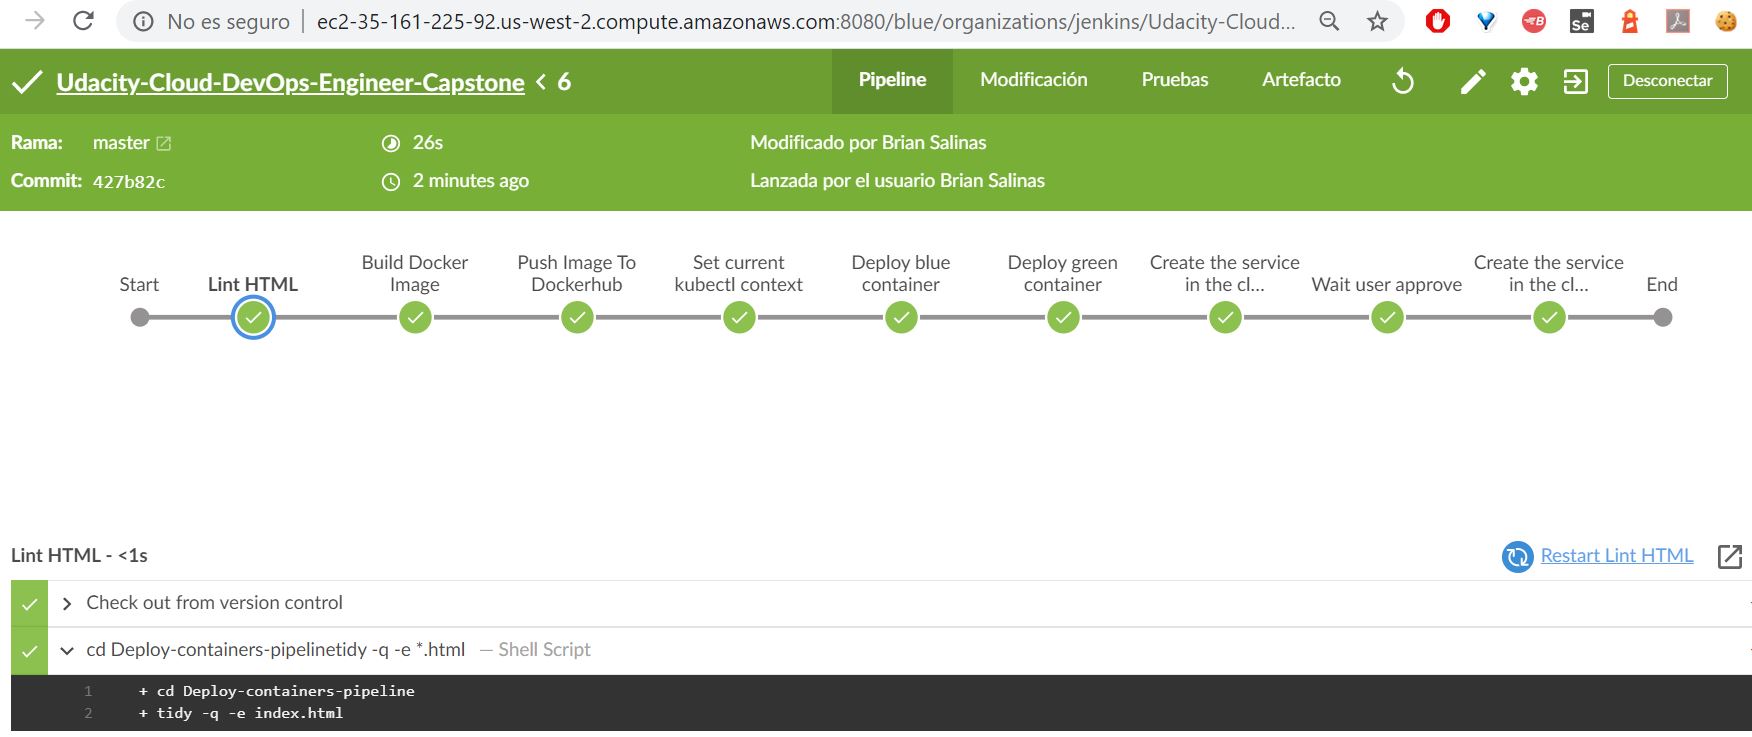 No es seguro | ec2-35-161-225-92.us-west-2.compute.amazonaws.com:8080/blue/organizations/jenkins/Udacity-Cloud...
Udacity-Cloud-DevOps-Engineer-Capstone < 6
Pipeline Modificación Pruebas Artefacto Desconectar
Rama: master 26s Modificado por Brian Salinas
Commit: 427b82c 2 minutes ago Lanzada por el usuario Brian Salinas
Start
Lint HTML
Build Docker
Image
Push Image To
Dockerhub
Set current
kubectl context
Deploy blue
container
Deploy green
container
Create the service
in the cl...
Wait user approve
Create the service
in the cl...
End
Lint HTML - <1s Restart Lint HTML
Check out from version control
cd Deploy-containers-pipelinetidy -q -e *.html — Shell Script
1 + cd Deploy-containers-pipeline
2 + tidy -q -e index.html